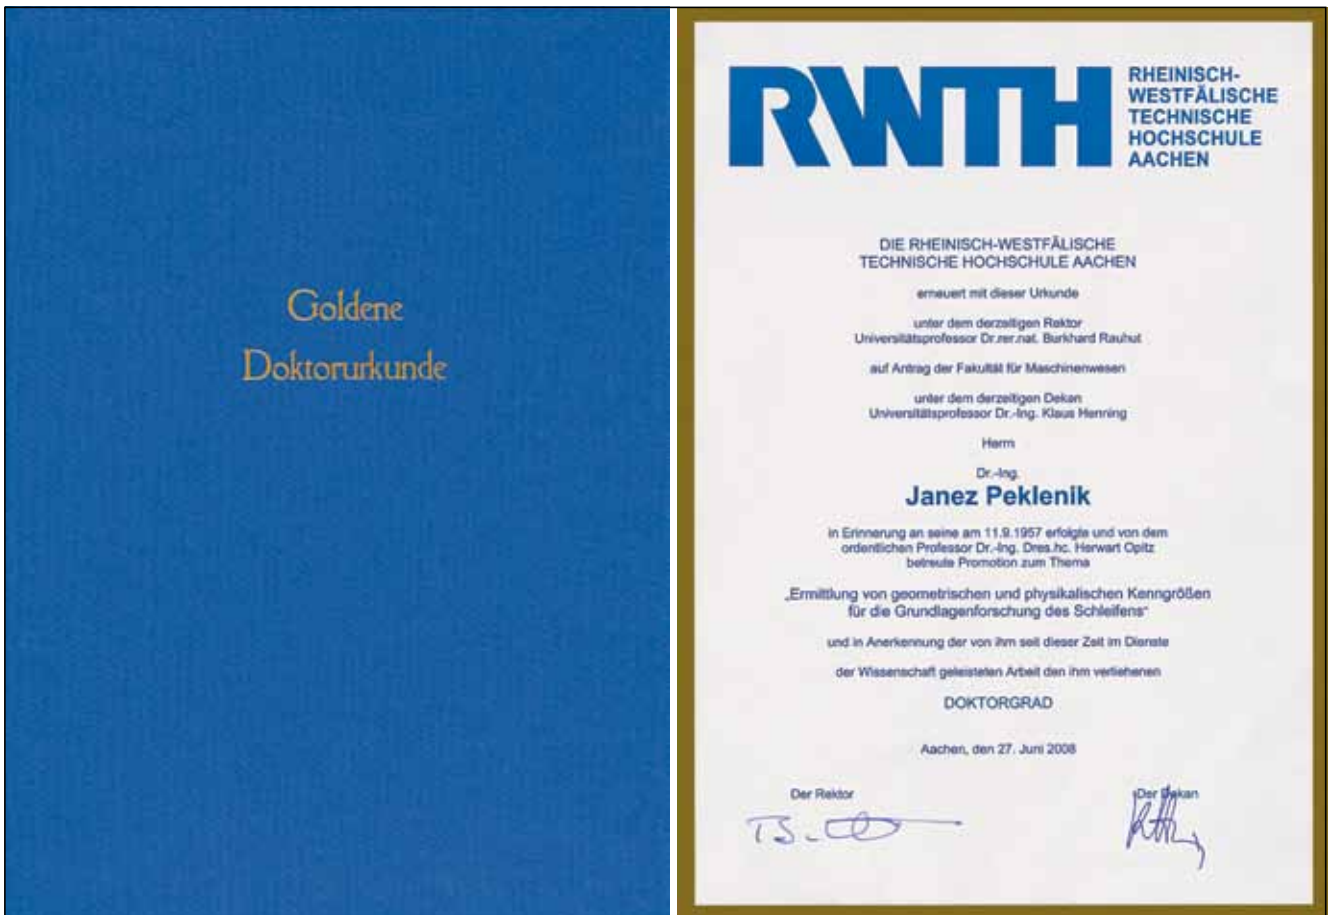 Goldene
Doktorurkunde
RWTH
RHEINISCH-
WESTFÄLISCHE
TECHNISCHE
HOCHSCHULE
AACHEN
DIE RHEINISCH-WESTFÄLISCHE
TECHNISCHE HOCHSCHULE AACHEN
erneuert mit dieser Urkunde
unter dem derzeitigen Rektor
Universitätsprofessor Dr.rer.nat. Burkhard Rauhut
auf Antrag der Fakultät für Maschinenwesen
unter dem derzeitigen Dekan
Universitätsprofessor Dr.-Ing. Klaus Henning
Herrn
Dr.-Ing.
Janez Peklenik
in Erinnerung an seine am 11.9.1957 erfolgte und von dem
ordentlichen Professor Dr.-Ing. Dres.hc. Herwart Opitz
betreute Promotion zum Thema
„Ermittlung von geometrischen und physikalischen Kenngrößen
für die Grundlagenforschung des Schleifens“
und in Anerkennung der von ihm seit dieser Zeit im Dienste
der Wissenschaft geleisteten Arbeit den ihm verliehenen
DOKTORGRAD
Aachen, den 27. Juni 2008
Der Rektor
Der Dekan